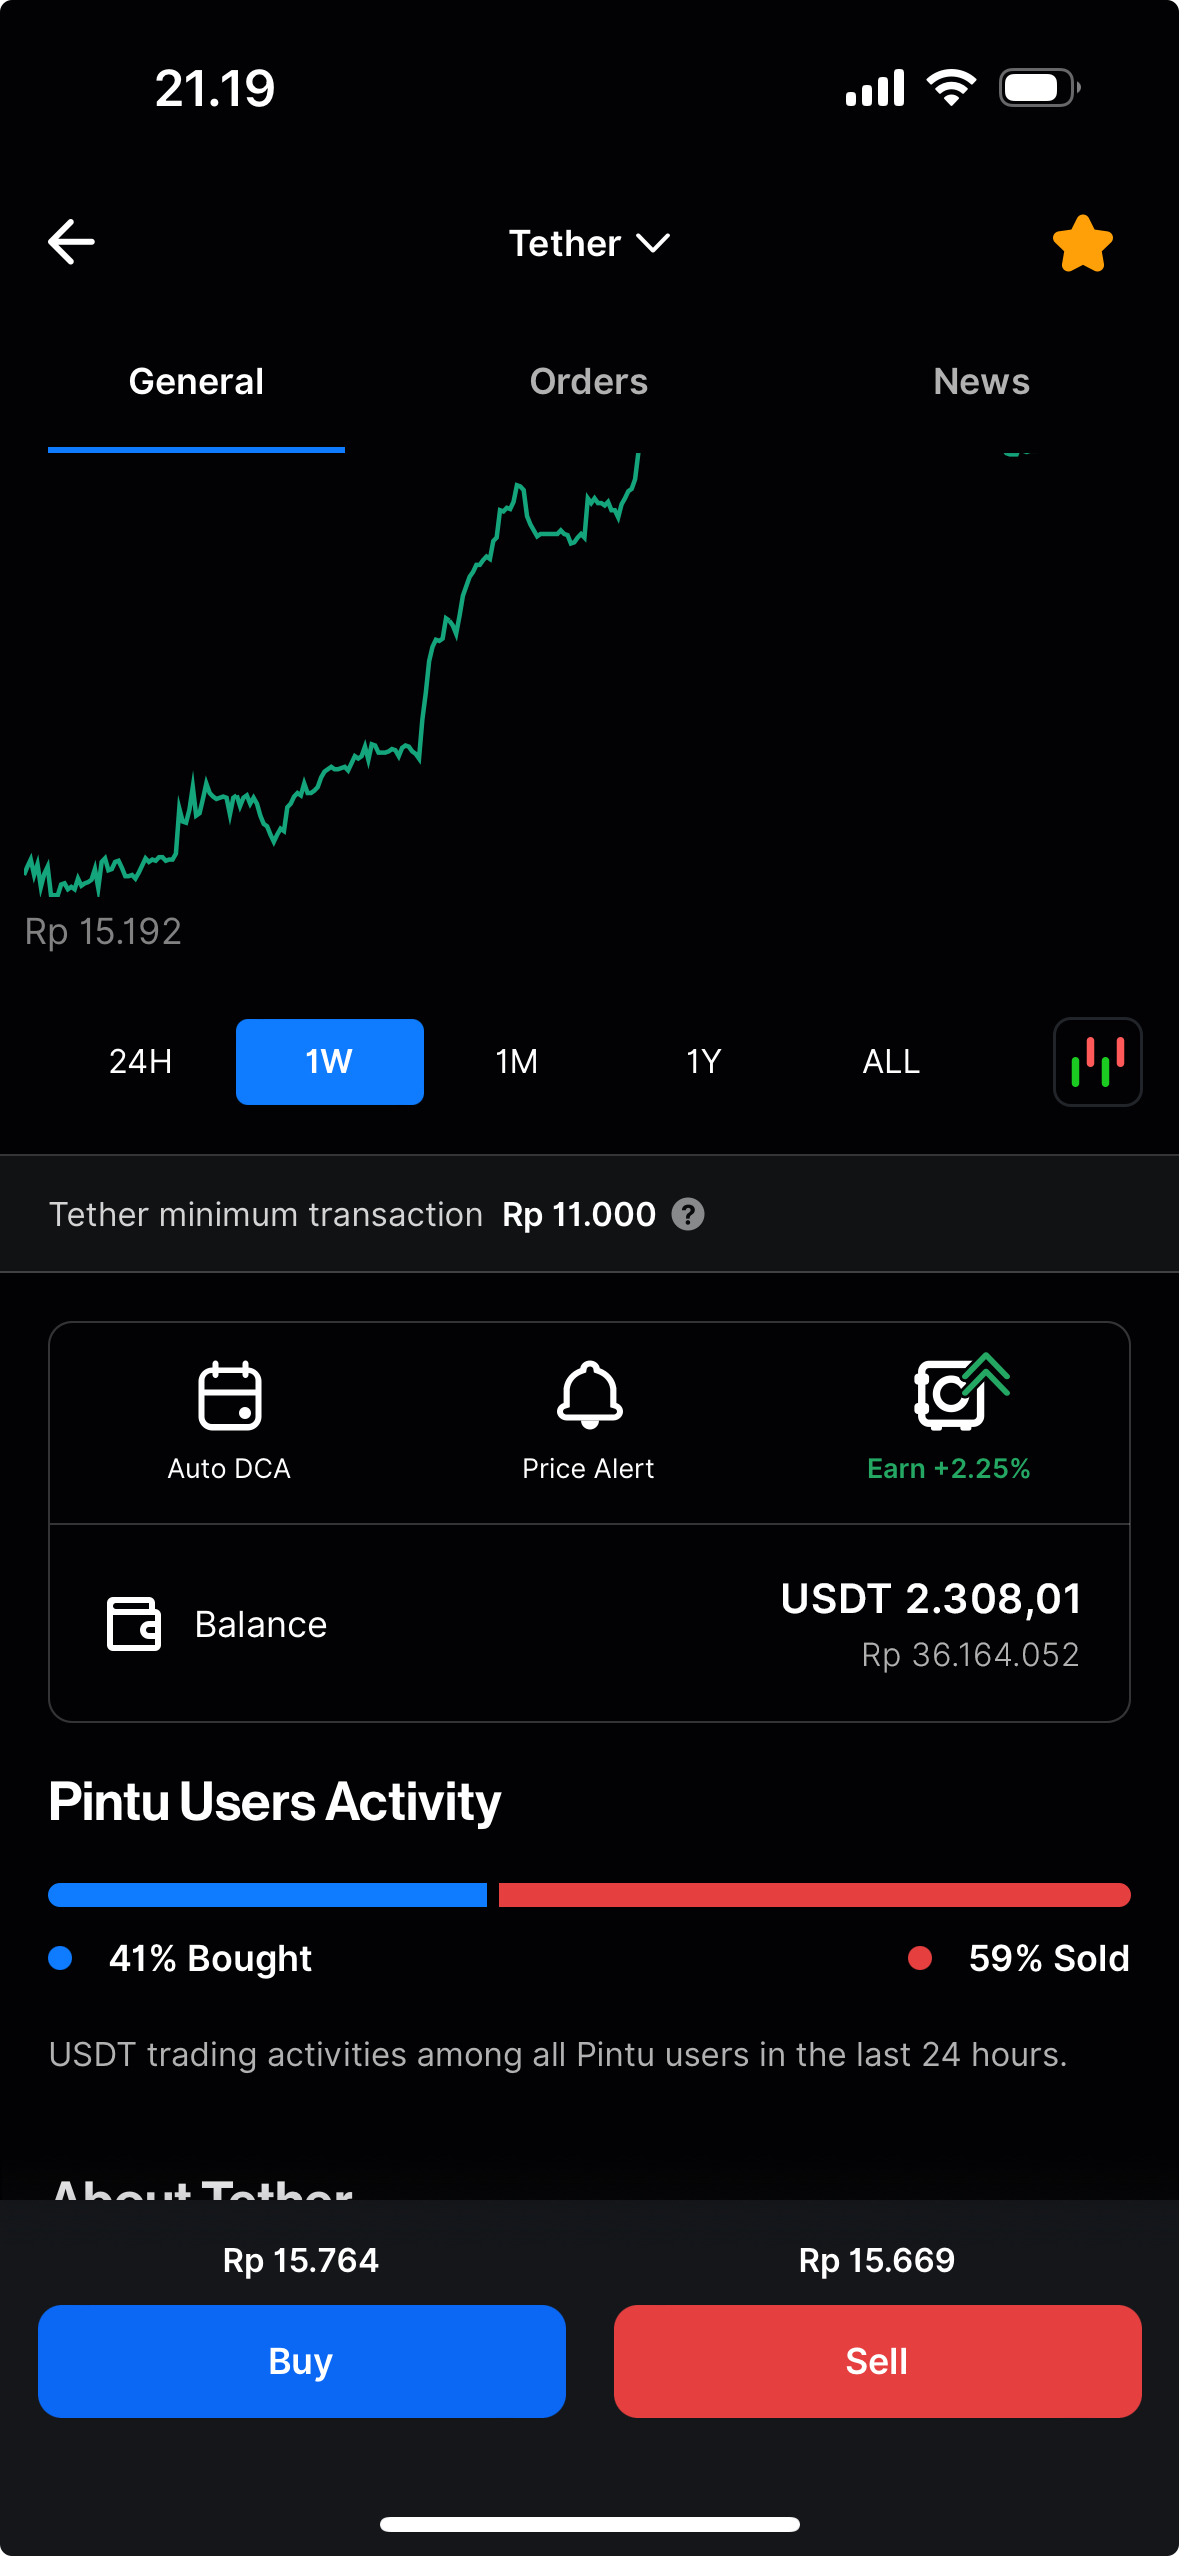 21.19
Tether
General Orders News
Rp 15.192
24H 1W 1M 1Y ALL
Tether minimum transaction Rp 11.000 ?
Auto DCA Price Alert Earn +2.25%
USDT 2.308,01
Balance
Rp 36.164.052
Pintu Users Activity
41% Bought 59% Sold
USDT trading activities among all Pintu users in the last 24 hours.
About Tether
Rp 15.764 Rp 15.669
Buy Sell